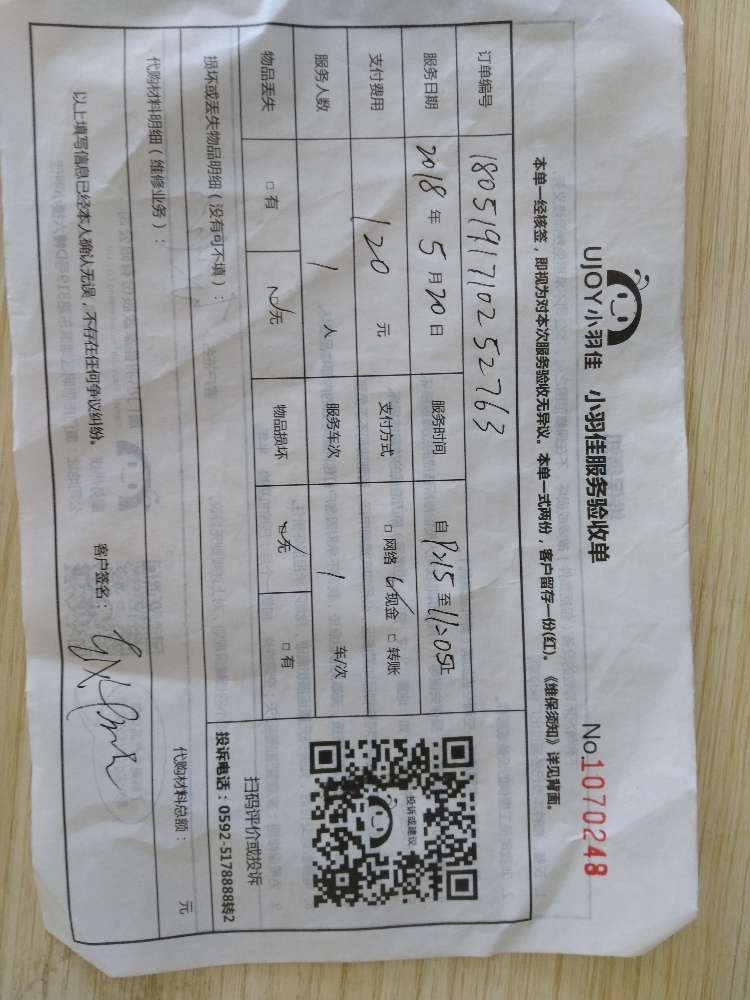 UJOY小羽佳 小羽佳服务验收单
No.1070248
本单一经核签，即视为对本次服务验收无异议。本单一式两份，客户留存一份(红)。《维保须知》详见背面。
订单编号 1805191710252763
服务日期 2018年5月20日 服务时间 自 9:15 至 11:05止
支付费用 120 元 支付方式 □网络 ☑现金 □转账
服务人数 1 人 服务车次 1 车/次
物品丢失 □有 ☑无 物品损坏 ☑无 □有
投诉或建议
扫码评价或投诉
投诉电话：0592-5178888转2
损坏或丢失物品明细（没有可不填）：
代购材料明细（维修业务）： 代购材料总额： 元
以上填写信息已经本人确认无误，不存在任何争议纠纷。 客户签名：